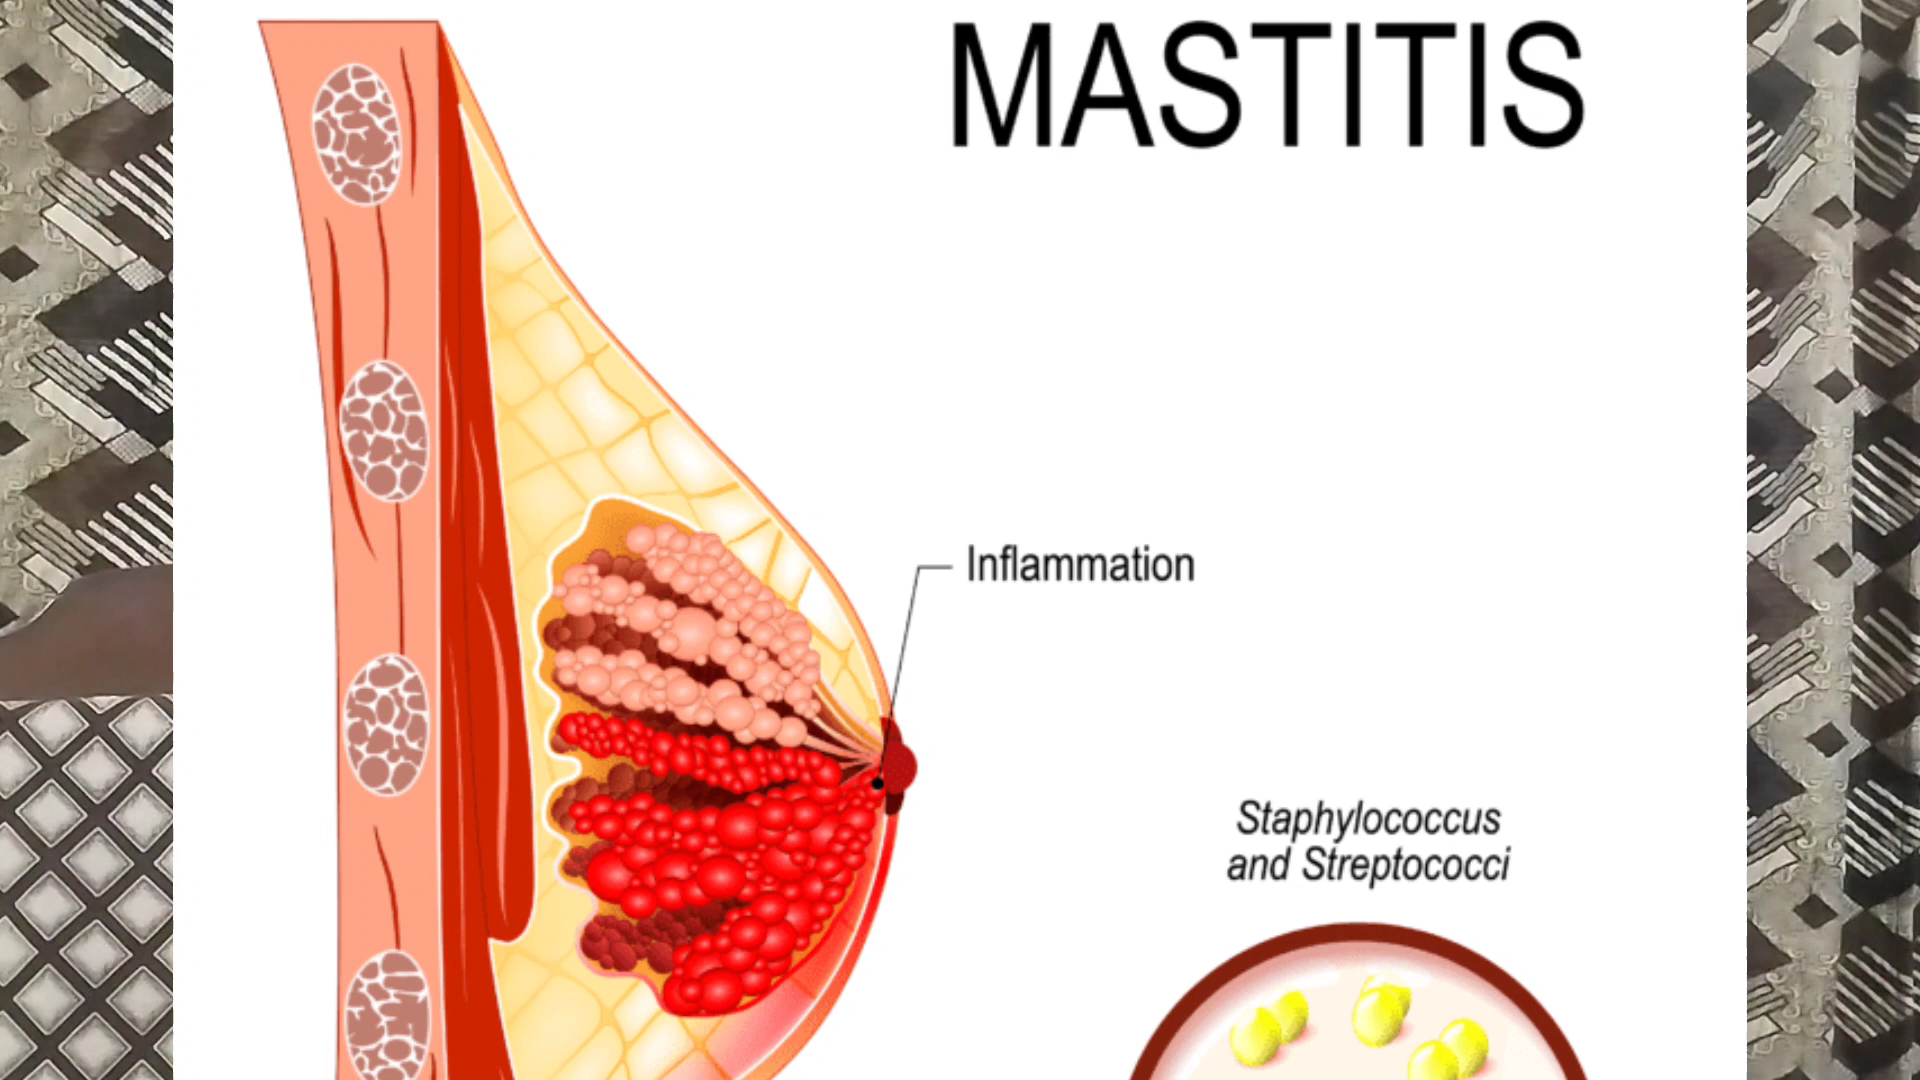 MASTITIS
Inflammation
Staphylococcus
and Streptococci